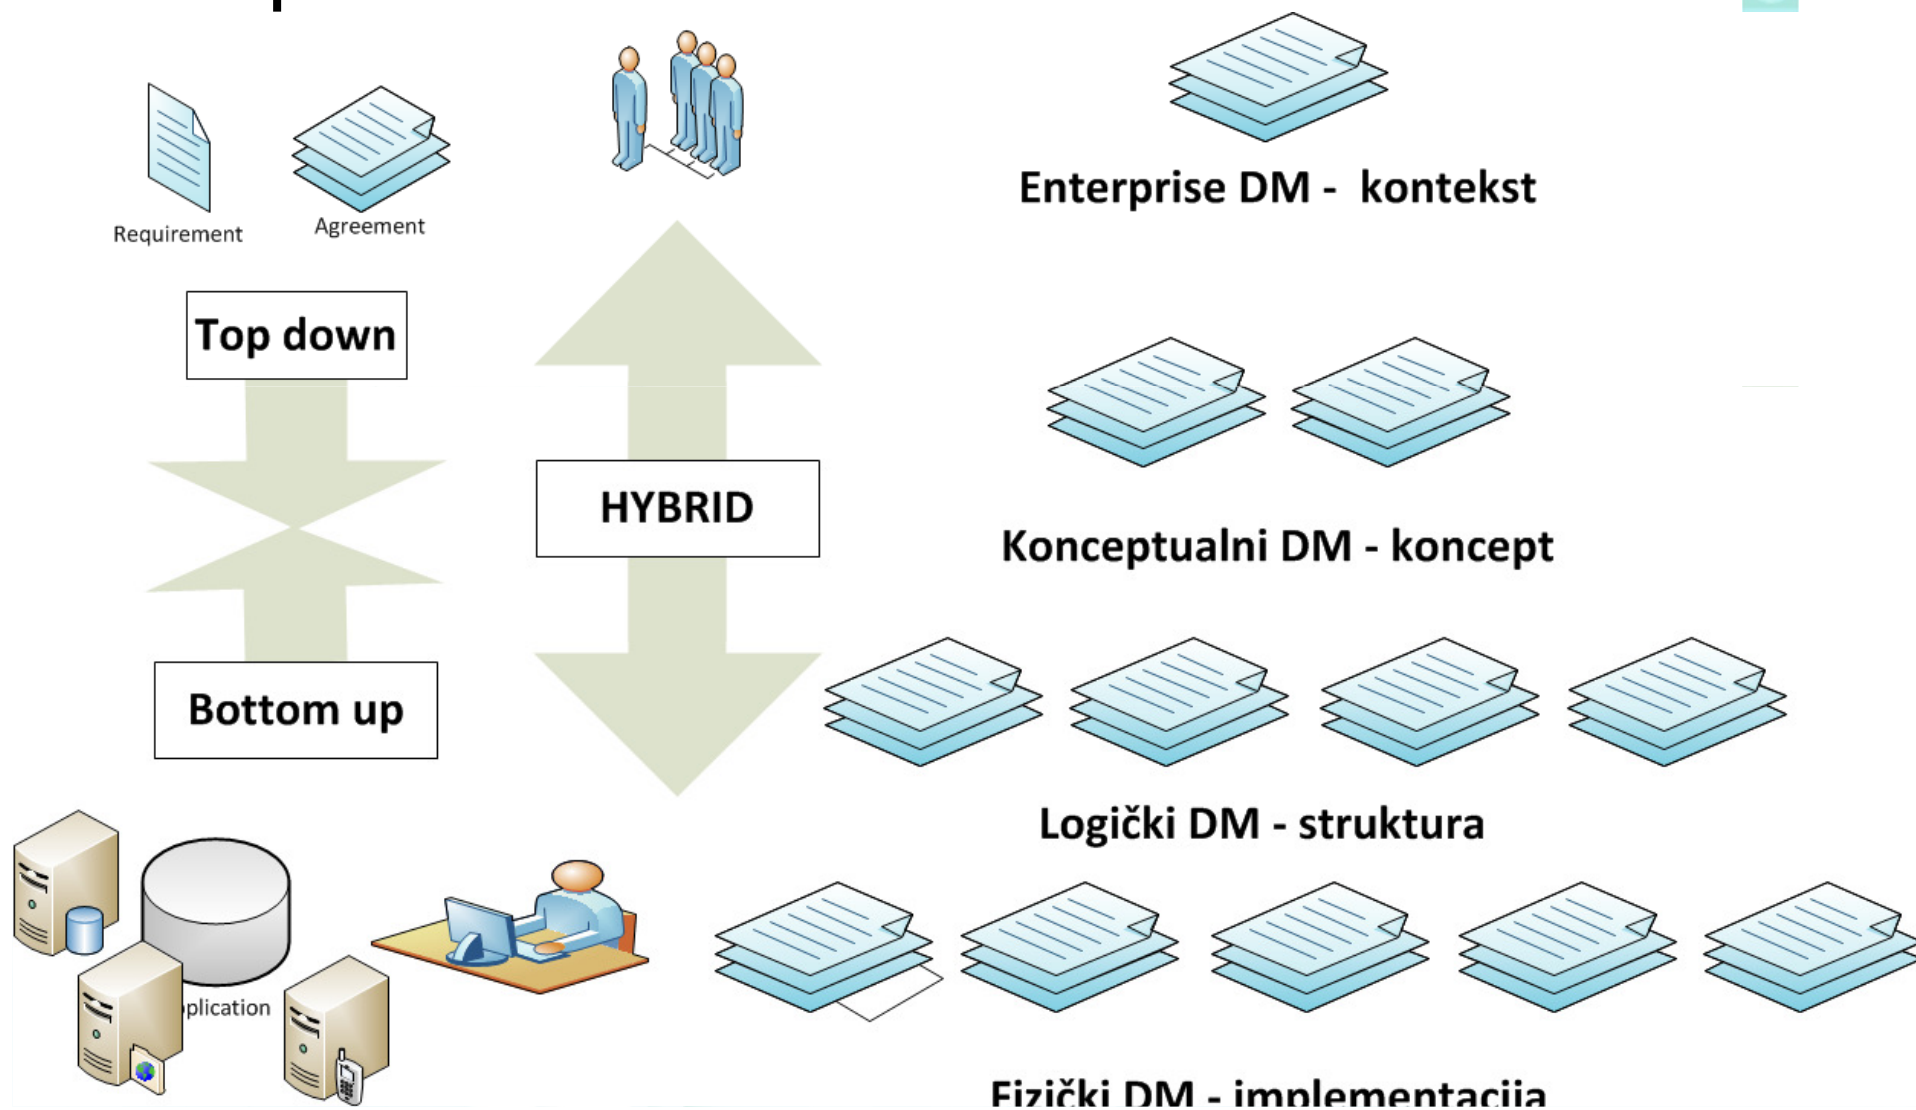 Requirement
Agreement
Top down
HYBRID
Bottom up
plication
Enterprise DM - kontekst
Konceptualni DM - koncept
Logički DM - struktura
Fizički DM - implementacija